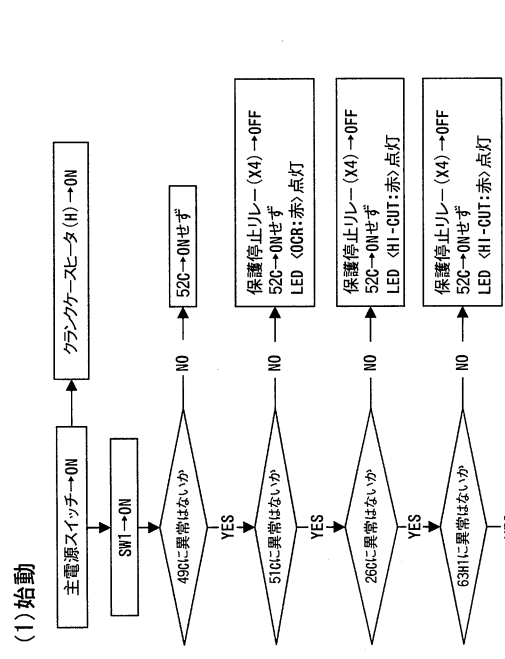 (1)始動
主電源スイッチ→ON
クランクケースヒータ(H)→ON
SW1→ON
49Cに異常はないか
NO
52C→ONせず
YES
51Cに異常はないか
NO
保護停止リレー(X4)→OFF
52C→ONせず
LED〈OCR:赤〉点灯
YES
26Cに異常はないか
NO
保護停止リレー(X4)→OFF
52C→ONせず
LED〈HI-CUT:赤〉点灯
YES
63H1に異常はないか
NO
保護停止リレー(X4)→OFF
52C→ONせず
LED〈HI-CUT:赤〉点灯